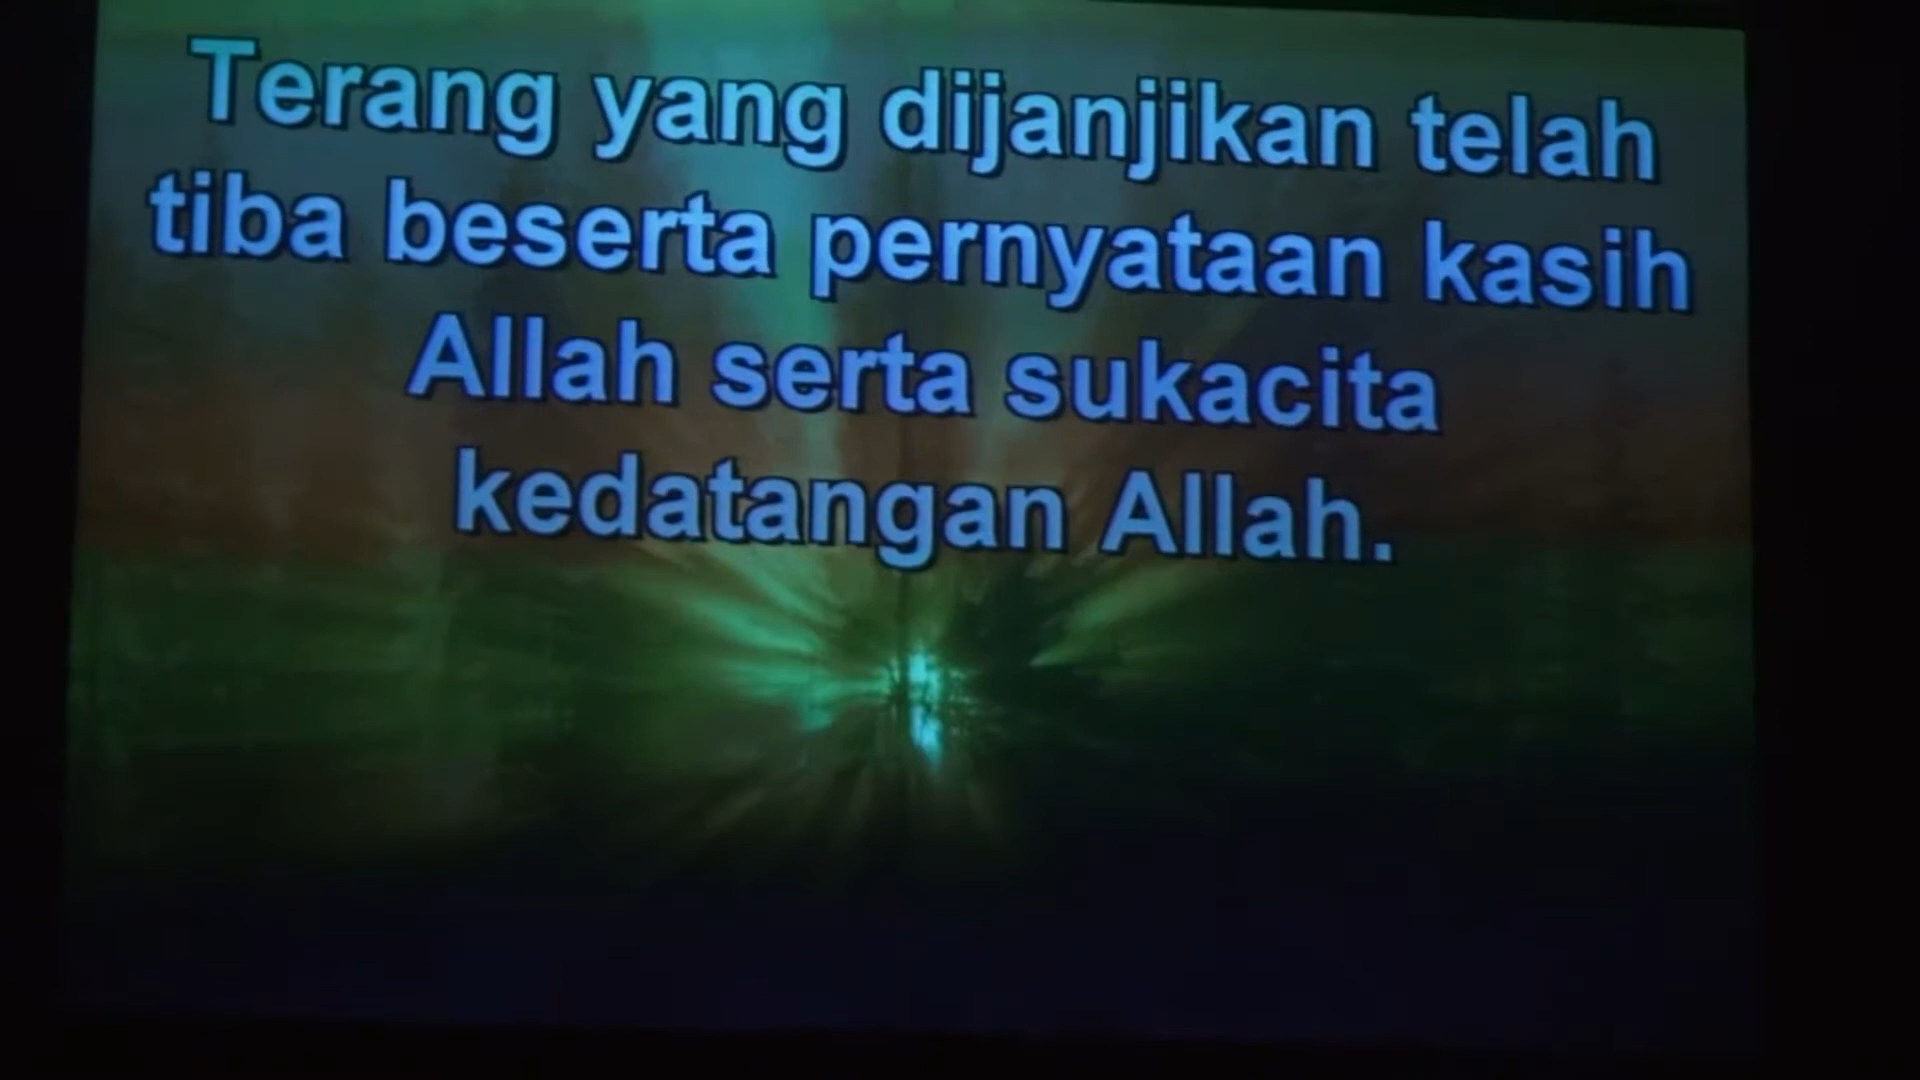 Terang yang dijanjikan telah
tiba beserta pernyataan kasih
Allah serta sukacita
kedatangan Allah.